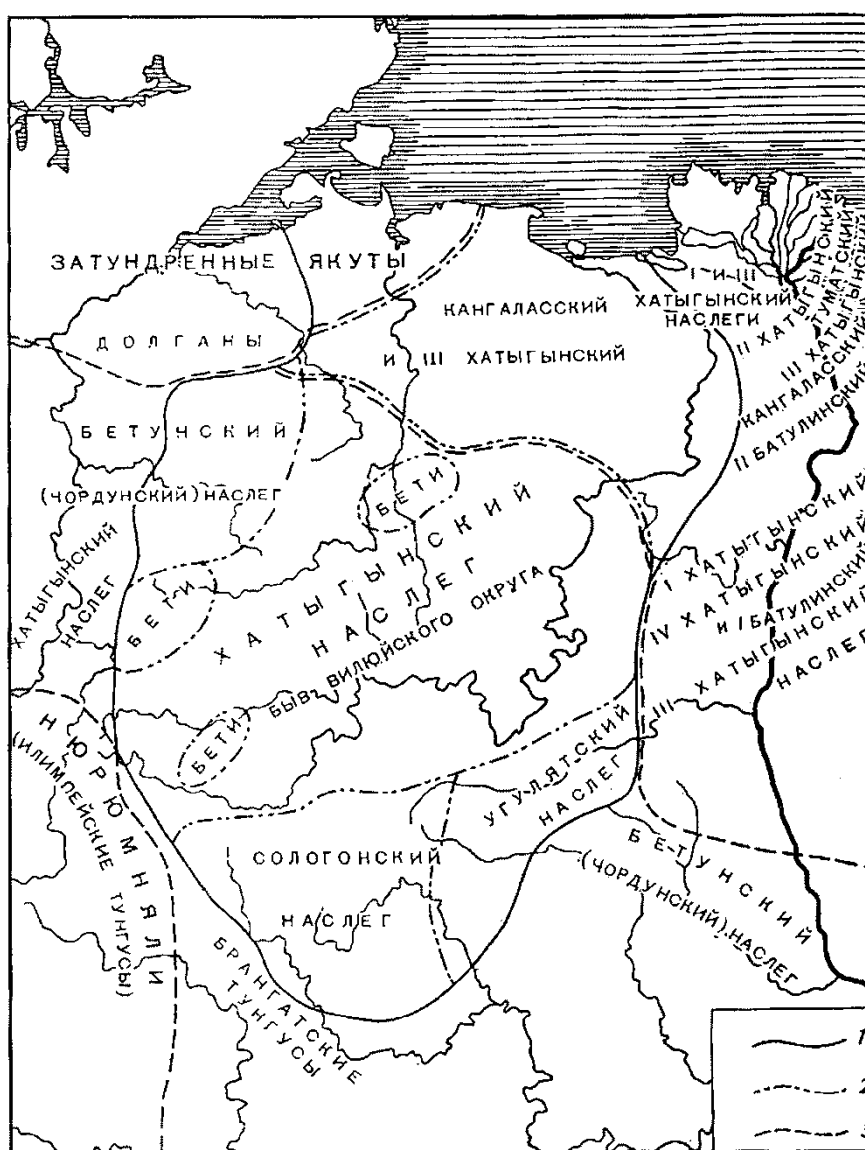 ЗАТУНДРЕННЫЕ ЯКУТЫ
ДОЛГАНЫ
БЕТУНСКИЙ
(ЧОРДУНСКИЙ) НАСЛЕГ
ХАТЫГЫНСКИЙ
НАСЛЕГ
КАНГАЛАССКИЙ
И III ХАТЫГЫНСКИЙ
I И III
ХАТЫГЫНСКИЙ
НАСЛЕГИ
II ХАТЫГЫНСКИЙ
ТУМАТСКИЙ
III ХАТЫГЫНСКИЙ
КАНГАЛАССКИЙ
II БАТУЛИНСКИЙ
БЕТИ
БЕТИ
БЕТИ
ХАТЫГЫНСКИЙ
НАСЛЕГ
БЫВ. ВИЛЮЙСКОГО ОКРУГА
I ХАТЫГЫНСКИЙ
IV ХАТЫГЫНСКИЙ
И I БАТУЛИНСКИЙ
III ХАТЫГЫНСКИЙ
НАСЛЕГ
НЮРЮМНЯЛИ
(ИЛИМПЕЙСКИЕ ТУНГУСЫ)
УГУЛЯТСКИЙ
НАСЛЕГ
СОЛОГОНСКИЙ
НАСЛЕГ
БЕТУНСКИЙ
(ЧОРДУНСКИЙ) НАСЛЕГ
БРАНГАТСКИЕ
ТУНГУСЫ
1
2
3